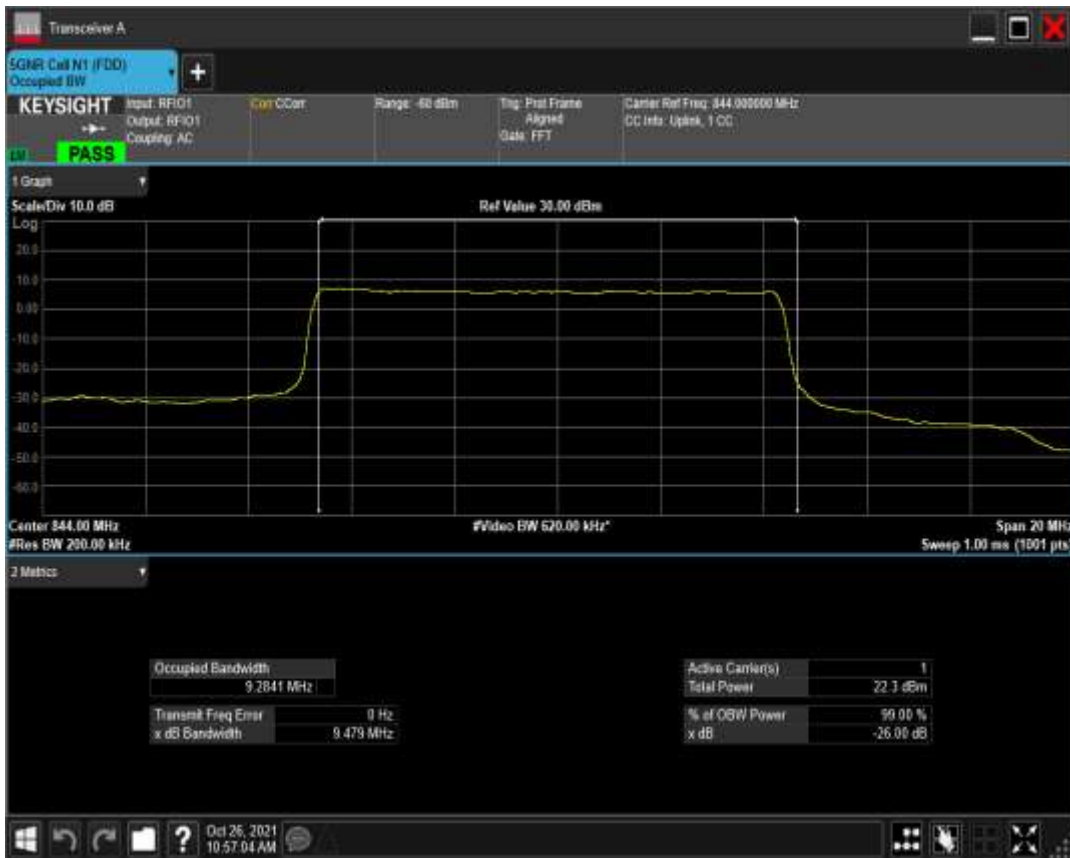 Transceiver A
5GNR Cell N1 (FDD)
Occupied BW
+
KEYSIGHT
Input: RFIO1
Output: RFIO1
Coupling: AC
Corr CCorr
Range: -60 dBm
Trig: Prot Frame
Aligned
Gate: FFT
Carrier Ref Freq: 844.000000 MHz
CC Info: Uplink, 1 CC
PASS
1 Graph
Scale/Div 10.0 dB
Ref Value 30.00 dBm
Log
20.0
10.0
0.00
-10.0
-20.0
-30.0
-40.0
-50.0
-60.0
Center 844.00 MHz
#Video BW 620.00 kHz*
Span 20 MHz
#Res BW 200.00 kHz
Sweep 1.00 ms (1001 pts)
2 Metrics
Occupied Bandwidth
9.2841 MHz
Transmit Freq Error 0 Hz
x dB Bandwidth 9.479 MHz
Active Carrier(s) 1
Total Power 22.3 dBm
% of OBW Power 99.00 %
x dB -26.00 dB
?
Oct 26, 2021
10:57:04 AM